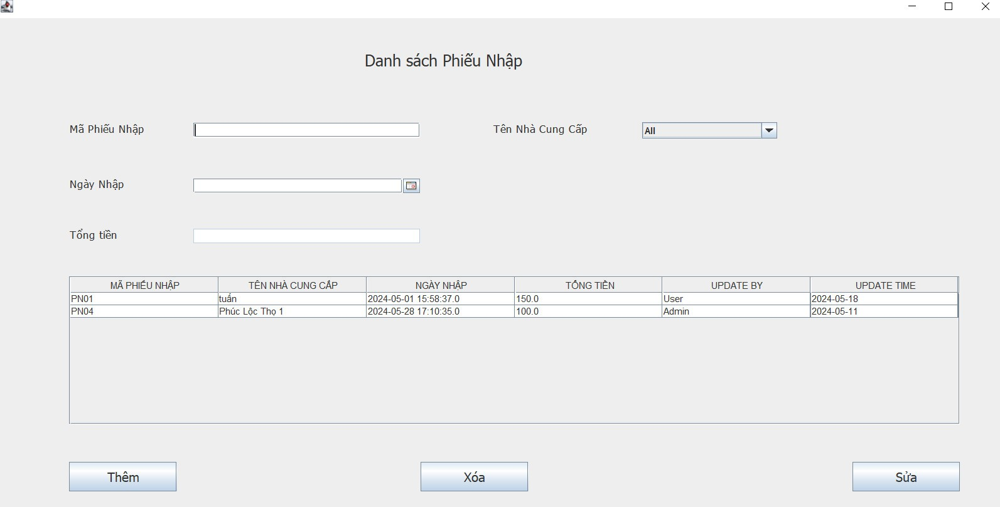 Danh sách Phiếu Nhập
Mã Phiếu Nhập
Tên Nhà Cung Cấp All
Ngày Nhập
Tổng tiền
MÃ PHIẾU NHẬP TÊN NHÀ CUNG CẤP NGÀY NHẬP TỔNG TIỀN UPDATE BY UPDATE TIME
PN01 tuấn 2024-05-01 15:58:37.0 150.0 User 2024-05-18
PN04 Phúc Lộc Thọ 1 2024-05-28 17:10:35.0 100.0 Admin 2024-05-11
Thêm Xóa Sửa